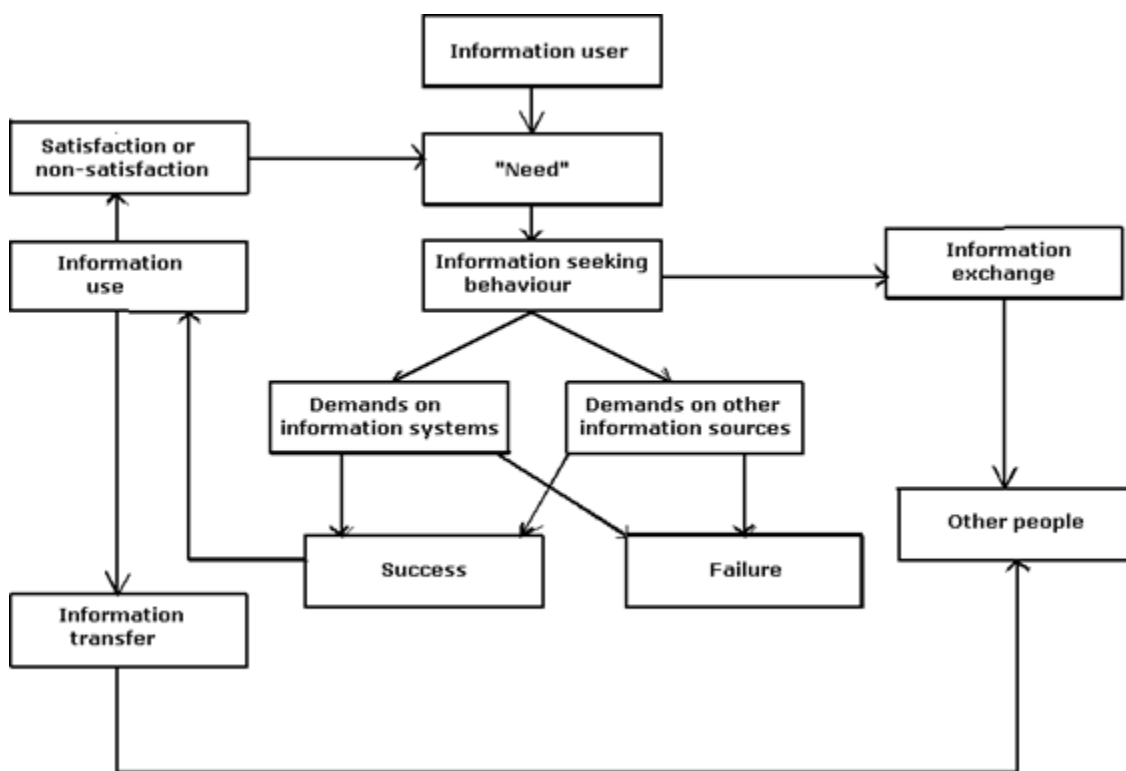 Information user
Satisfaction or
non-satisfaction
"Need"
Information
use
Information seeking
behaviour
Information
exchange
Demands on
information systems
Demands on other
information sources
Other people
Success
Failure
Information
transfer